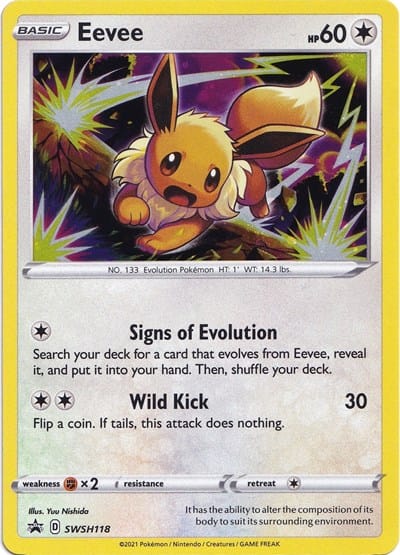 BASIC Eevee HP60
NO. 133 Evolution Pokémon HT: 1' WT: 14.3 lbs.
Signs of Evolution
Search your deck for a card that evolves from Eevee, reveal
it, and put it into your hand. Then, shuffle your deck.
Wild Kick 30
Flip a coin. If tails, this attack does nothing.
weakness ×2 resistance retreat
Illus. Yuu Nishida
D SWSH118
It has the ability to alter the composition of its
body to suit its surrounding environment.
©2021 Pokémon / Nintendo / Creatures / GAME FREAK